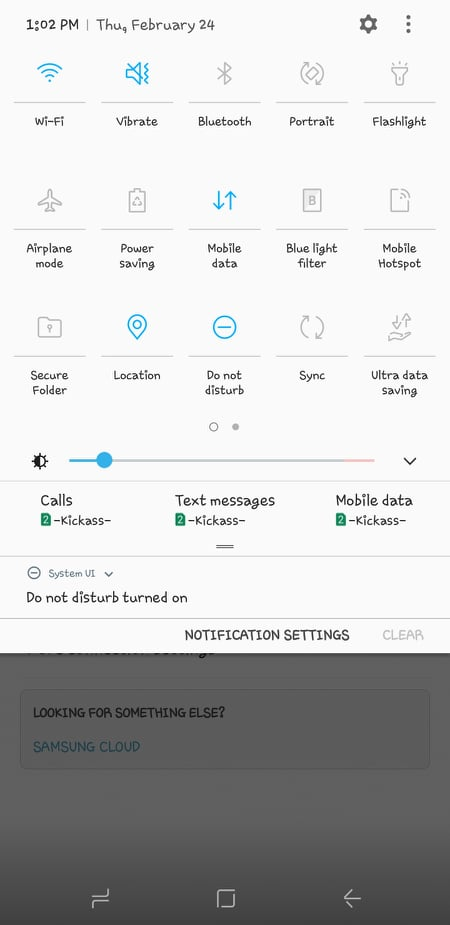 1:02 PM | Thu, February 24
Wi-Fi Vibrate Bluetooth Portrait Flashlight
Airplane mode Power saving Mobile data Blue light filter Mobile Hotspot
B
Secure Folder Location Do not disturb Sync Ultra data saving
Calls Text messages Mobile data
2 -Kickass- 2 -Kickass- 2 -Kickass-
System UI
Do not disturb turned on
NOTIFICATION SETTINGS CLEAR
connection settings
LOOKING FOR SOMETHING ELSE?
SAMSUNG CLOUD